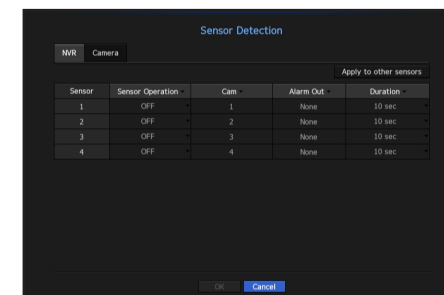 Sensor Detection
NVR Camera
Apply to other sensors
Sensor Sensor Operation Cam Alarm Out Duration
1 OFF 1 None 10 sec
2 OFF 2 None 10 sec
3 OFF 3 None 10 sec
4 OFF 4 None 10 sec
OK Cancel